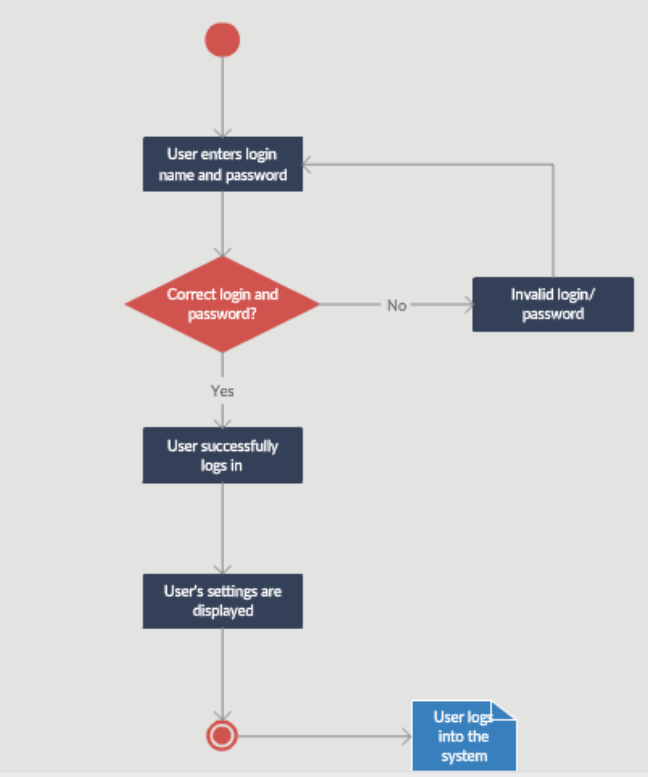 User enters login
name and password
Correct login and
password?
No
Invalid login/
password
Yes
User successfully
logs in
User's settings are
displayed
User logs
into the
system